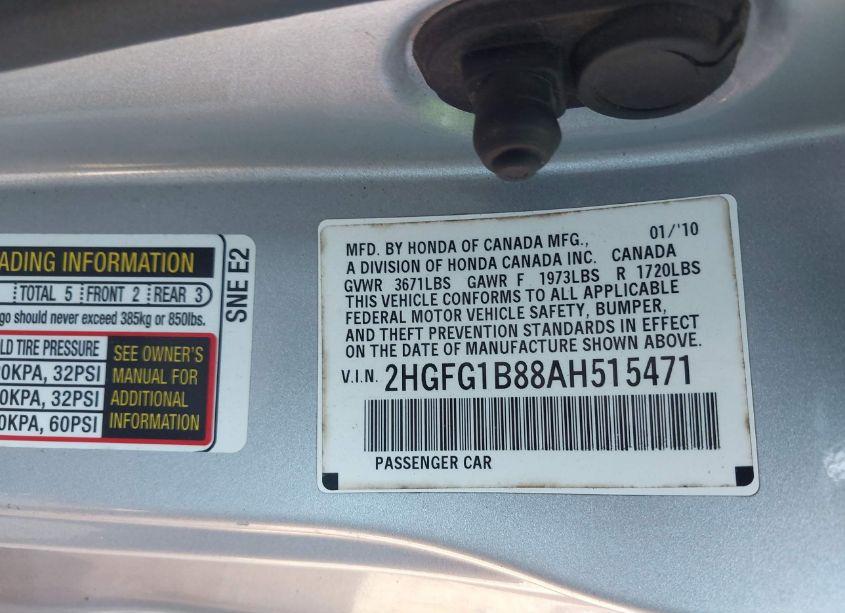 ADING INFORMATION
TOTAL 5 FRONT 2 REAR 3
go should never exceed 385kg or 850lbs.
LD TIRE PRESSURE
0KPA, 32PSI
0KPA, 32PSI
0KPA, 60PSI
SEE OWNER'S
MANUAL FOR
ADDITIONAL
INFORMATION
SNE E2
MFD. BY HONDA OF CANADA MFG., 01/'10
A DIVISION OF HONDA CANADA INC. CANADA
GVWR 3671LBS GAWR F 1973LBS R 1720LBS
THIS VEHICLE CONFORMS TO ALL APPLICABLE
FEDERAL MOTOR VEHICLE SAFETY, BUMPER,
AND THEFT PREVENTION STANDARDS IN EFFECT
ON THE DATE OF MANUFACTURE SHOWN ABOVE.
V.I.N. 2HGFG1B88AH515471
PASSENGER CAR